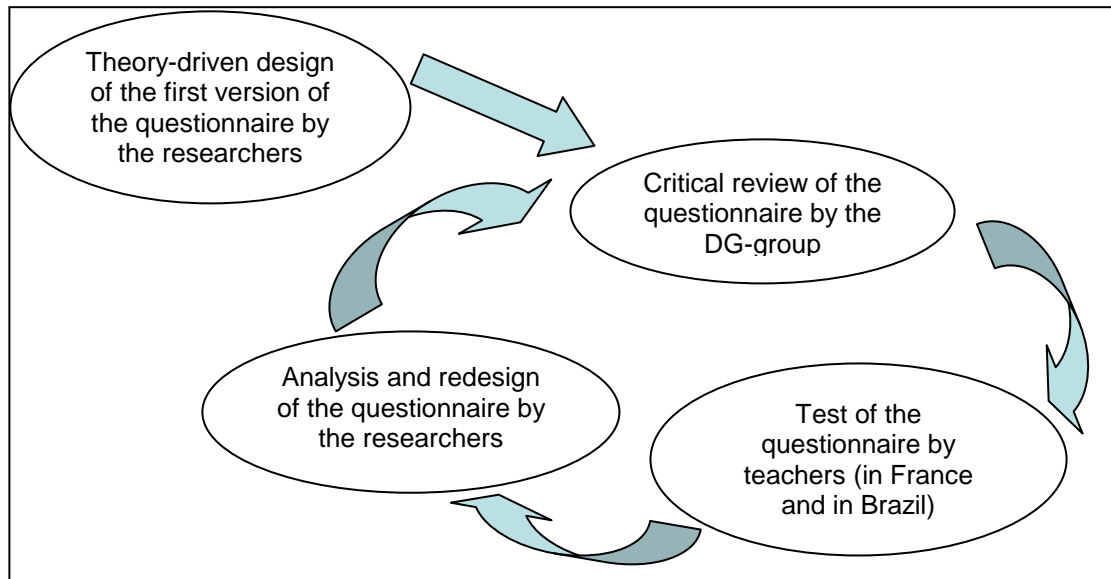 Theory-driven design
of the first version of
the questionnaire by
the researchers
Critical review of the
questionnaire by the
DG-group
Test of the
questionnaire by
teachers (in France
and in Brazil)
Analysis and redesign
of the questionnaire by
the researchers